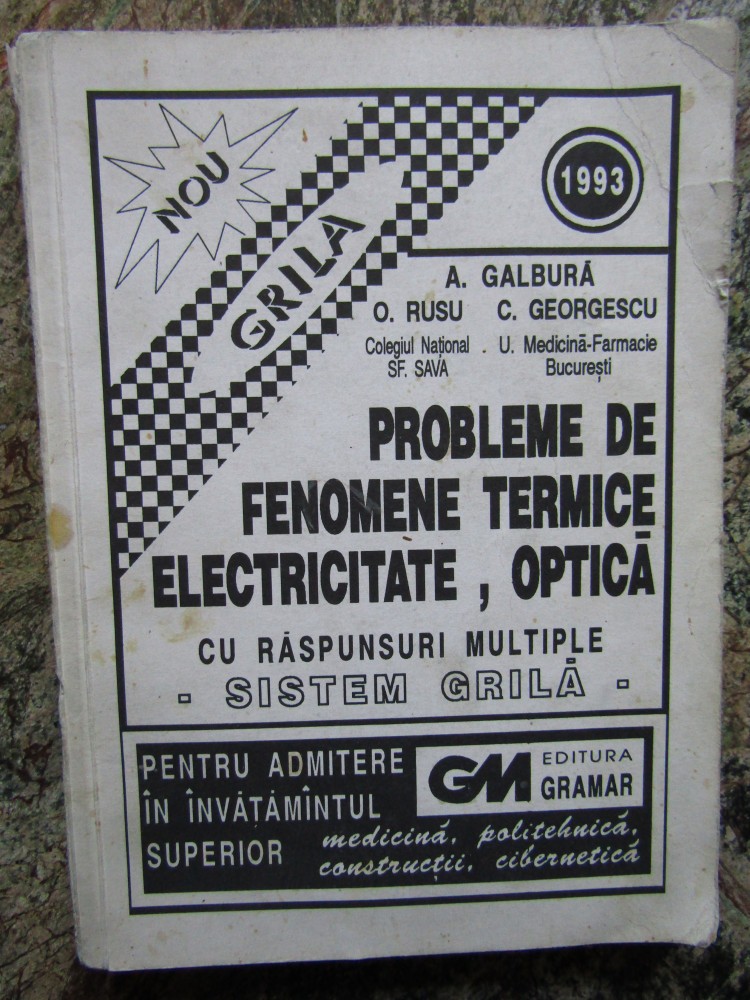 NOU
GRILA
1993
A. GALBURĂ
O. RUSU C. GEORGESCU
Colegiul Național U. Medicină-Farmacie
SF. SAVA București
PROBLEME DE
FENOMENE TERMICE
ELECTRICITATE , OPTICĂ
CU RĂSPUNSURI MULTIPLE
- SISTEM GRILĂ -
PENTRU ADMITERE
ÎN ÎNVĂȚĂMÎNTUL
SUPERIOR
GM EDITURA
GRAMAR
medicină, politehnică,
construcții, cibernetică